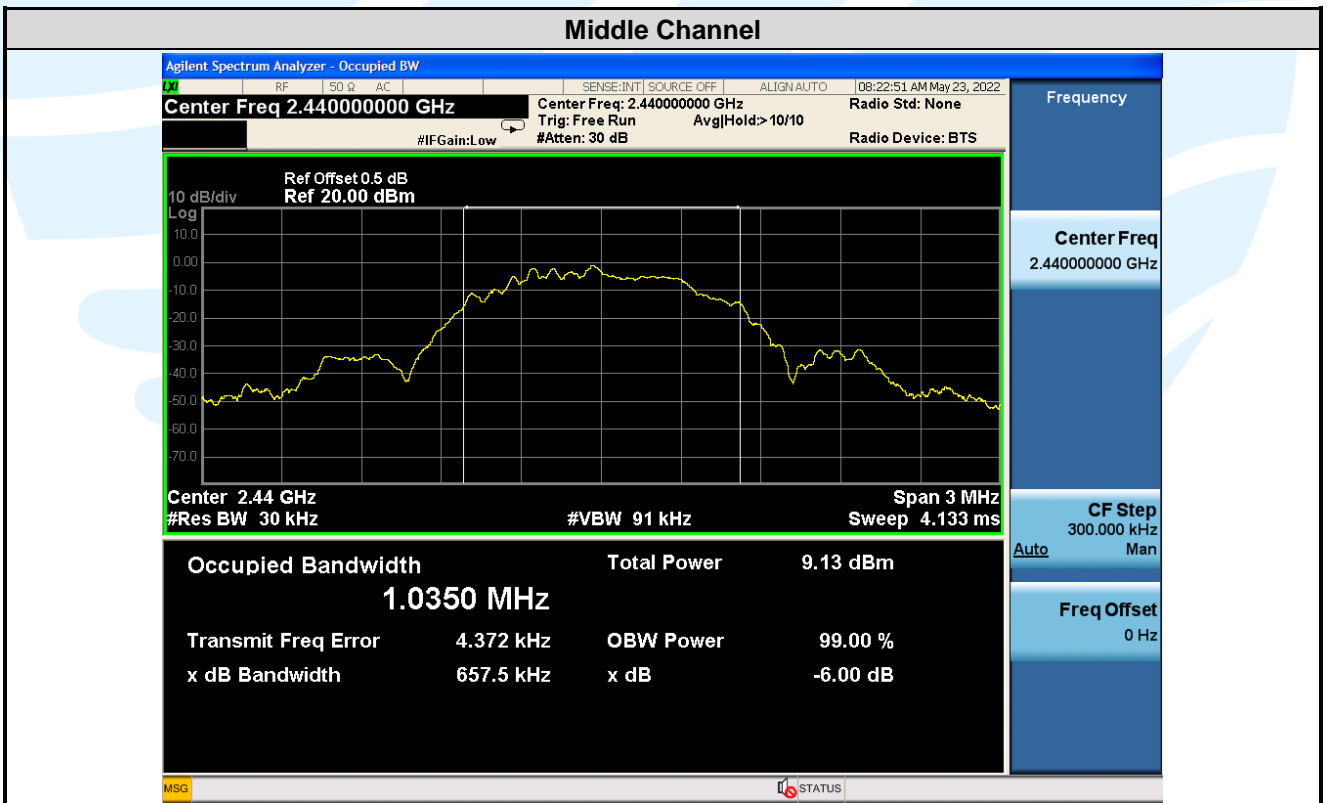 Middle Channel
Agilent Spectrum Analyzer - Occupied BW
LXI RF 50 Ω AC SENSE:INT SOURCE OFF ALIGN AUTO 08:22:51 AM May 23, 2022
Center Freq 2.440000000 GHz
Center Freq: 2.440000000 GHz Radio Std: None
Trig: Free Run Avg|Hold:> 10/10
#IFGain:Low #Atten: 30 dB Radio Device: BTS
Ref Offset 0.5 dB
10 dB/div Ref 20.00 dBm
Log
10.0
0.00
-10.0
-20.0
-30.0
-40.0
-50.0
-60.0
-70.0
Center 2.44 GHz Span 3 MHz
#Res BW 30 kHz #VBW 91 kHz Sweep 4.133 ms
Occupied Bandwidth Total Power 9.13 dBm
1.0350 MHz
Transmit Freq Error 4.372 kHz OBW Power 99.00 %
x dB Bandwidth 657.5 kHz x dB -6.00 dB
Frequency
Center Freq
2.440000000 GHz
CF Step
300.000 kHz
Auto Man
Freq Offset
0 Hz
MSG STATUS